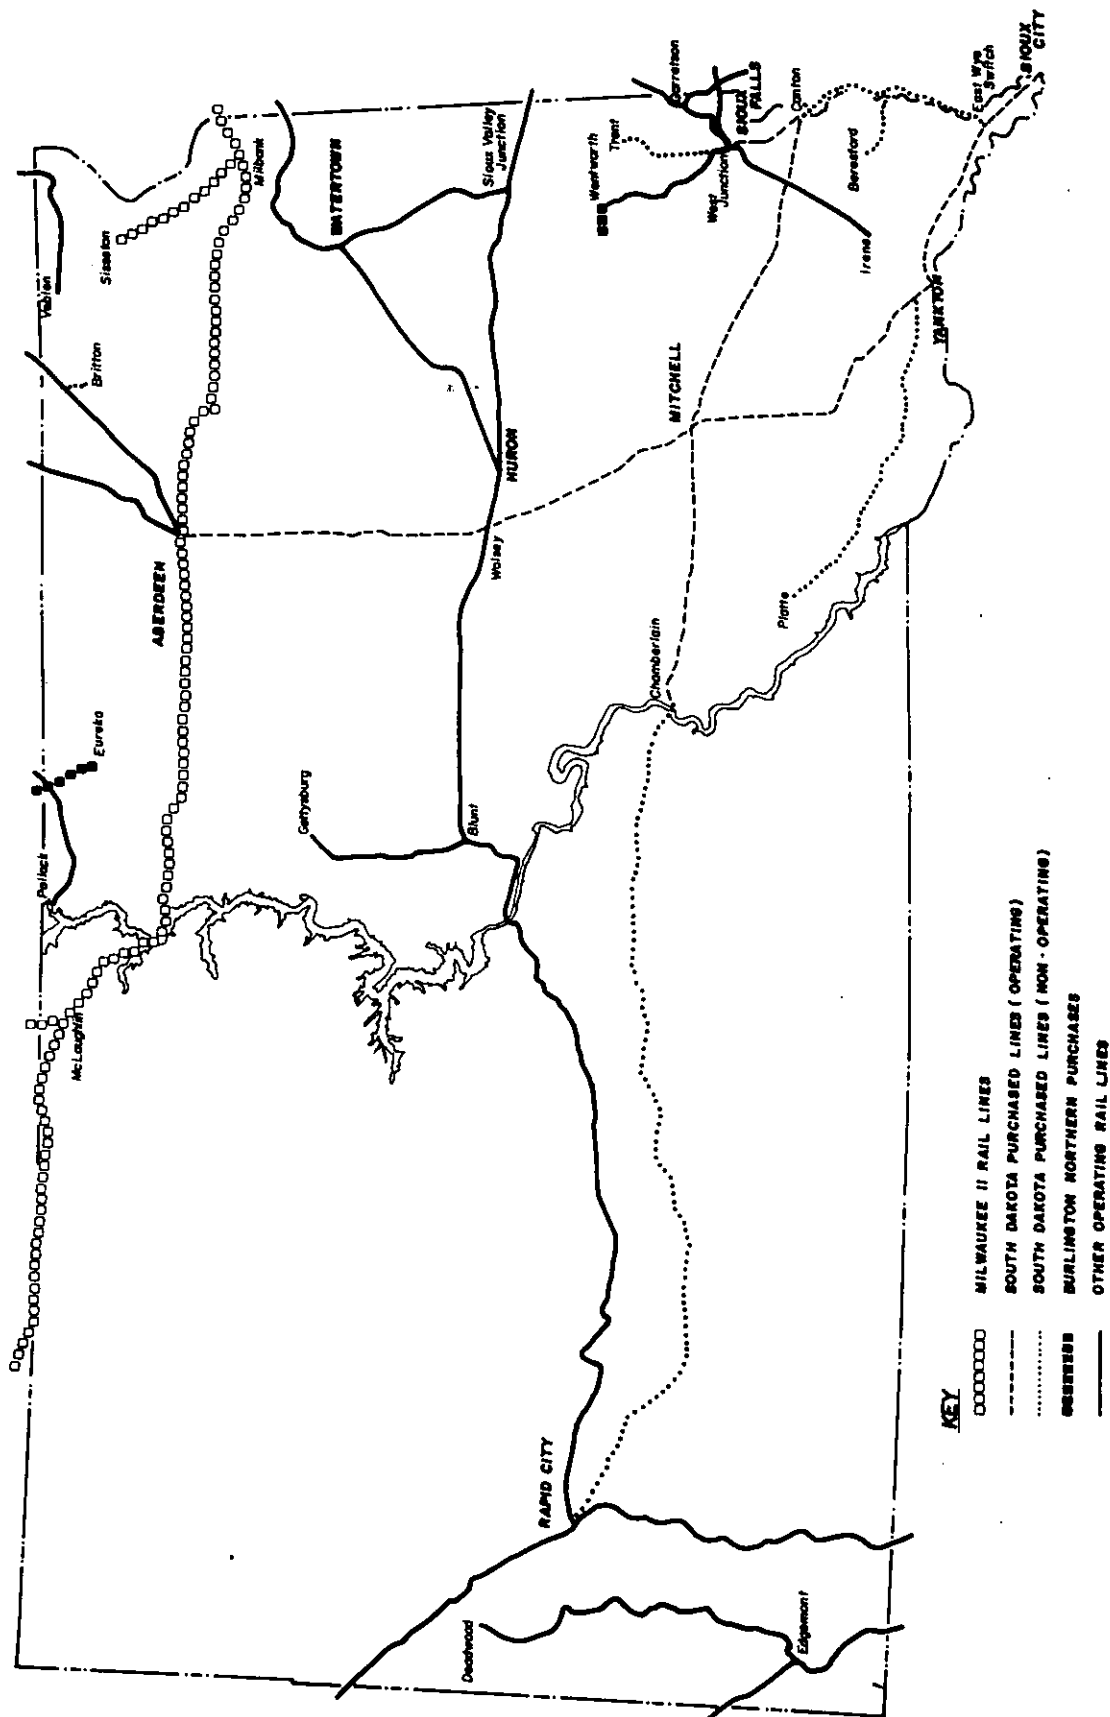 Veblen
Sisseton
Milbank
Britton
WATERTOWN
Sioux Valley
Junction
Wentworth
Trent
Garretson
SIOUX
FALLS
West
Junction
Canton
Beresford
East Wye
Switch
SIOUX
CITY
Irene
YANKTON
MITCHELL
HURON
Wolsey
ABERDEEN
Platte
Chamberlain
Eureka
Pollock
Gettysburg
Blunt
McLaughlin
RAPID CITY
Deadwood
Edgemont
KEY
MILWAUKEE II RAIL LINES
SOUTH DAKOTA PURCHASED LINES (OPERATING)
SOUTH DAKOTA PURCHASED LINES (NON-OPERATING)
BURLINGTON NORTHERN PURCHASES
OTHER OPERATING RAIL LINES